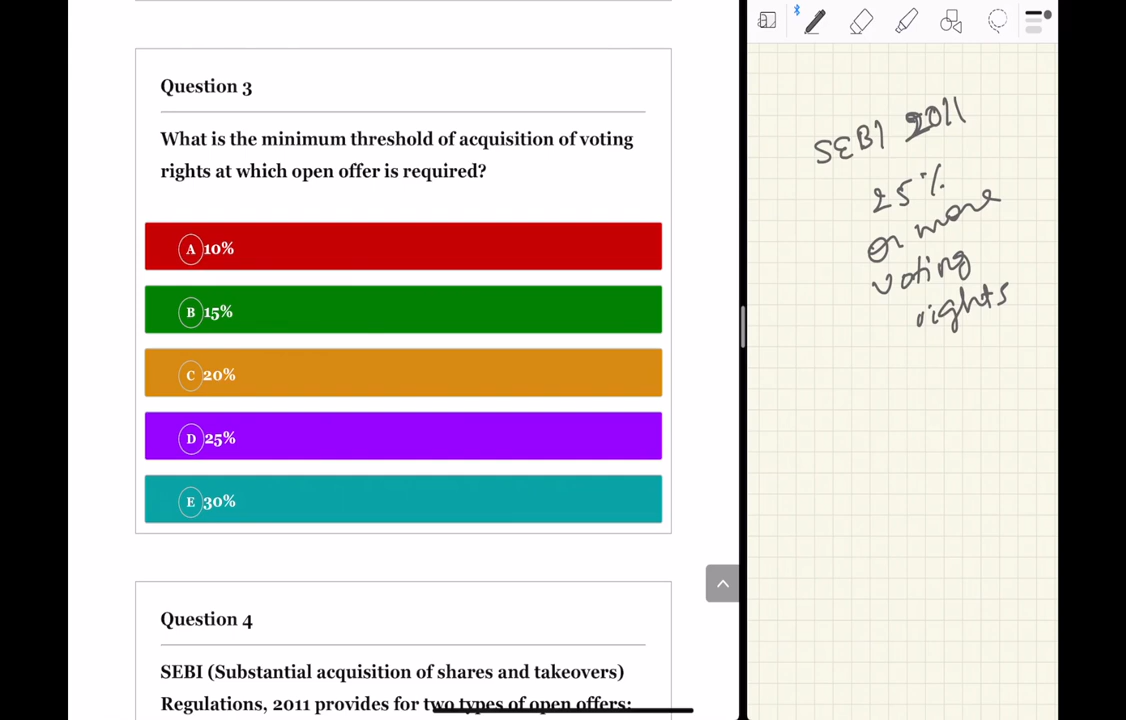 Question 3
What is the minimum threshold of acquisition of voting
rights at which open offer is required?
A 10%
B 15%
C 20%
D 25%
E 30%
Question 4
SEBI (Substantial acquisition of shares and takeovers)
Regulations, 2011 provides for two types of open offers:
SEBI 2011
25%
or more
voting
rights